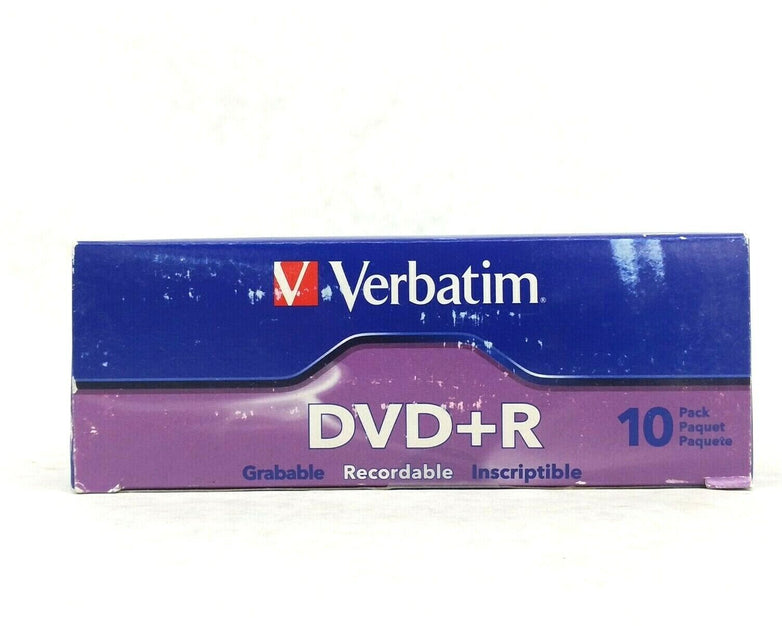 Verbatim®
DVD+R
10 Pack
Paquet
Paquete
Grabable Recordable Inscriptible